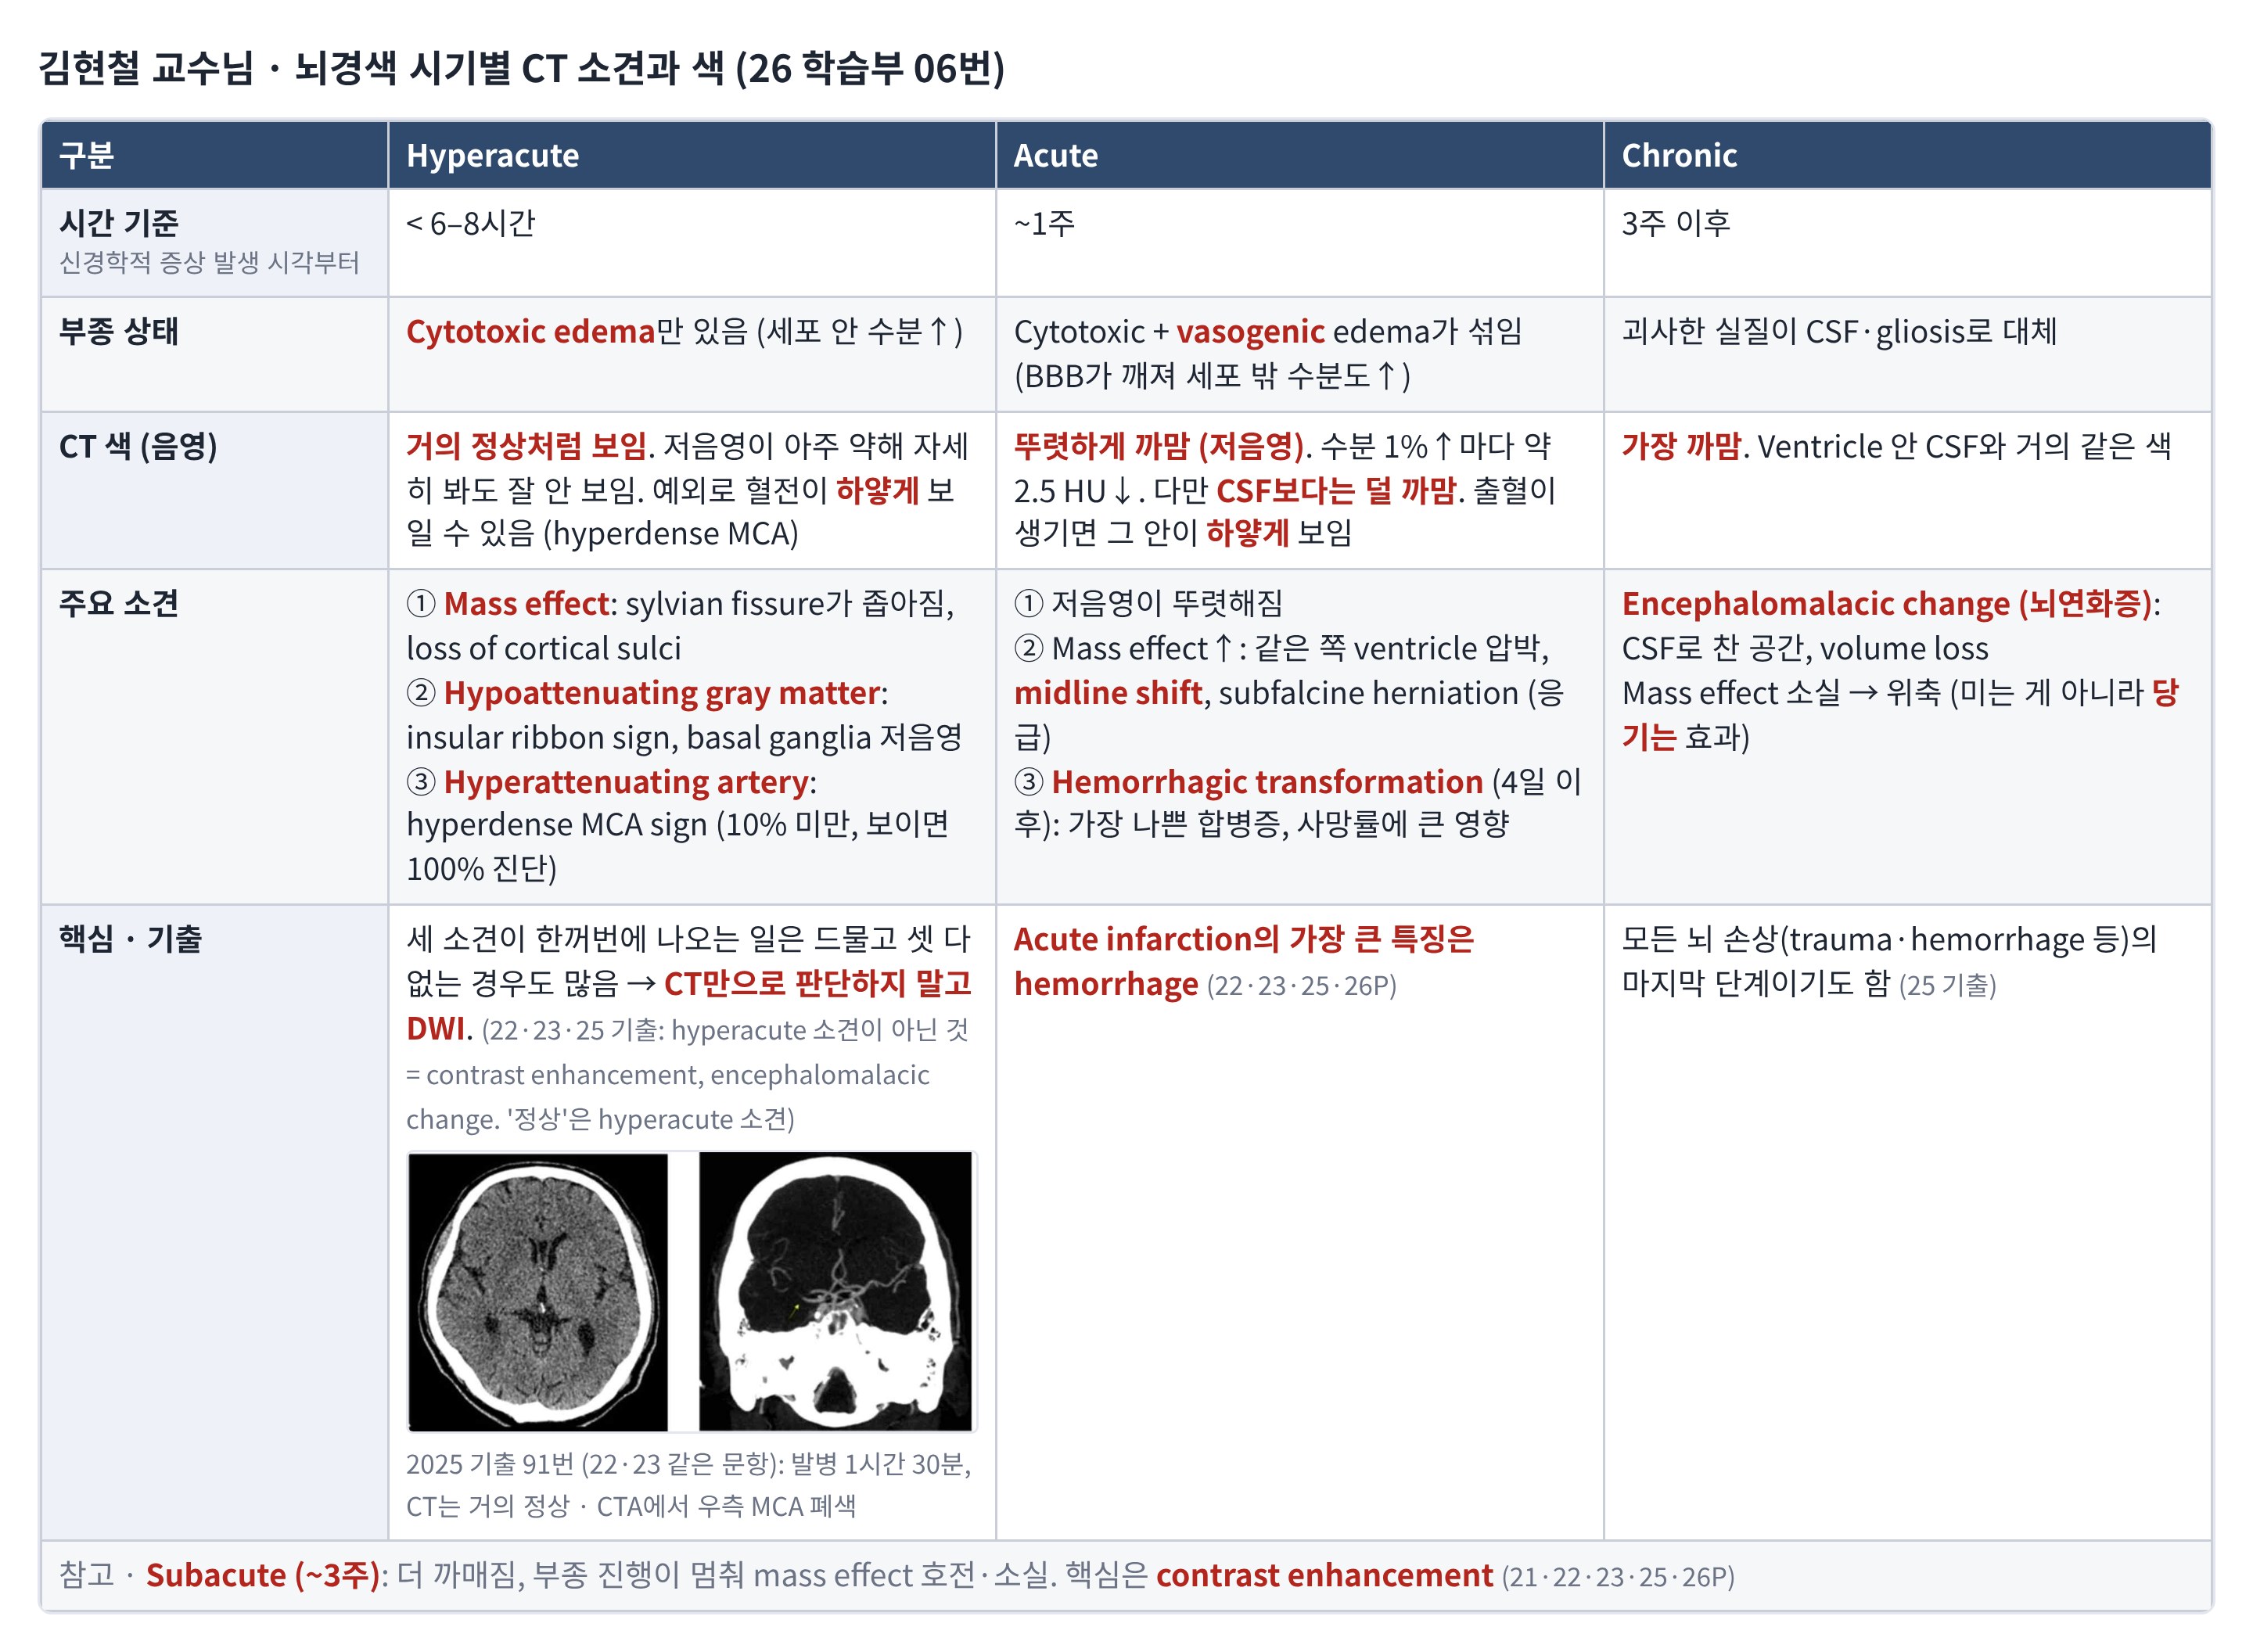 김현철 교수님 · 뇌경색 시기별 CT 소견과 색 (26 학습부 06번)
구분
Hyperacute
Acute
Chronic
시간 기준
신경학적 증상 발생 시각부터
< 6–8시간
~1주
3주 이후
부종 상태
Cytotoxic edema만 있음 (세포 안 수분↑)
Cytotoxic + vasogenic edema가 섞임
(BBB가 깨져 세포 밖 수분도↑)
괴사한 실질이 CSF·gliosis로 대체
CT 색 (음영)
거의 정상처럼 보임. 저음영이 아주 약해 자세
히 봐도 잘 안 보임. 예외로 혈전이 하얗게 보
일 수 있음 (hyperdense MCA)
뚜렷하게 까맘 (저음영). 수분 1%↑마다 약
2.5 HU↓. 다만 CSF보다는 덜 까맘. 출혈이
생기면 그 안이 하얗게 보임
가장 까맘. Ventricle 안 CSF와 거의 같은 색
주요 소견
① Mass effect: sylvian fissure가 좁아짐,
loss of cortical sulci
② Hypoattenuating gray matter:
insular ribbon sign, basal ganglia 저음영
③ Hyperattenuating artery:
hyperdense MCA sign (10% 미만, 보이면
100% 진단)
① 저음영이 뚜렷해짐
② Mass effect↑: 같은 쪽 ventricle 압박,
midline shift, subfalcine herniation (응
급)
③ Hemorrhagic transformation (4일 이
후): 가장 나쁜 합병증, 사망률에 큰 영향
Encephalomalacic change (뇌연화증):
CSF로 찬 공간, volume loss
Mass effect 소실 → 위축 (미는 게 아니라 당
기는 효과)
핵심 · 기출
세 소견이 한꺼번에 나오는 일은 드물고 셋 다
없는 경우도 많음 → CT만으로 판단하지 말고
DWI. (22·23·25 기출: hyperacute 소견이 아닌 것
= contrast enhancement, encephalomalacic
change. '정상'은 hyperacute 소견)
2025 기출 91번 (22·23 같은 문항): 발병 1시간 30분,
CT는 거의 정상 · CTA에서 우측 MCA 폐색
Acute infarction의 가장 큰 특징은
hemorrhage (22·23·25·26P)
모든 뇌 손상(trauma·hemorrhage 등)의
마지막 단계이기도 함 (25 기출)
참고 · Subacute (~3주): 더 까매짐, 부종 진행이 멈춰 mass effect 호전·소실. 핵심은 contrast enhancement (21·22·23·25·26P)